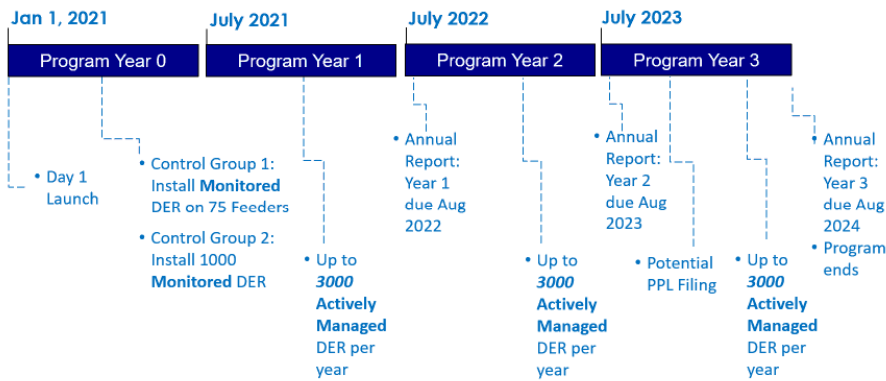 Jan 1, 2021
July 2021
July 2022
July 2023
Program Year 0
Program Year 1
Program Year 2
Program Year 3
• Day 1
Launch
• Control Group 1:
Install Monitored
DER on 75 Feeders
• Control Group 2:
Install 1000
Monitored DER
• Up to
3000
Actively
Managed
DER per
year
• Annual
Report:
Year 1
due Aug
2022
• Up to
3000
Actively
Managed
DER per
year
• Annual
Report:
Year 2
due Aug
2023
• Potential
PPL Filing
• Up to
3000
Actively
Managed
DER per
year
• Annual
Report:
Year 3
due Aug
2024
• Program
ends